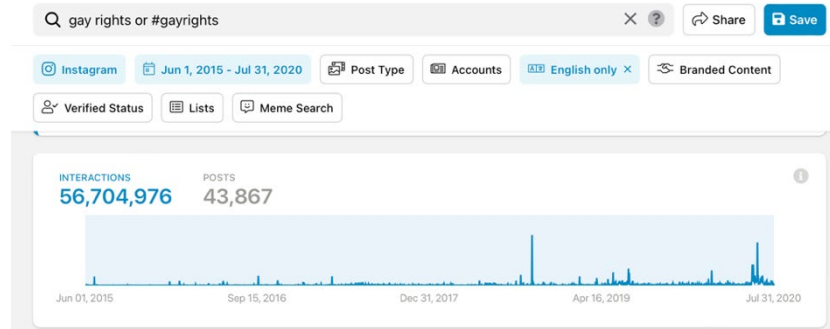 gay rights or #gayrights
Share
Save
Instagram
Jun 1, 2015 - Jul 31, 2020
Post Type
Accounts
English only
Branded Content
Verified Status
Lists
Meme Search
INTERACTIONS POSTS
56,704,976 43,867
Jun 01, 2015 Sep 15, 2016 Dec 31, 2017 Apr 16, 2019 Jul 31, 2020